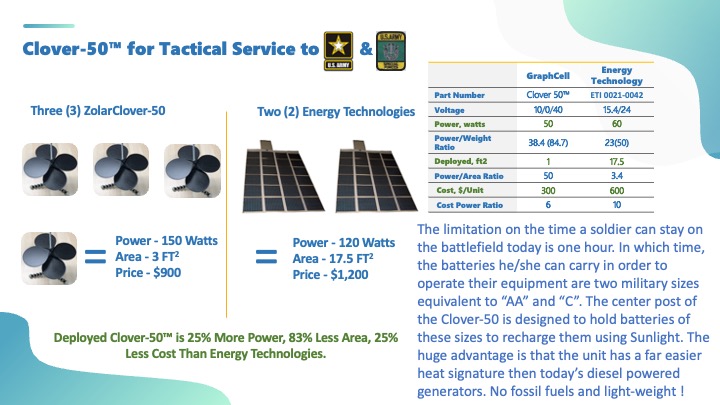 Clover-50™ for Tactical Service to
U.S.ARMY
&
Three (3) ZolarClover-50
Two (2) Energy Technologies
Power - 150 Watts
Area - 3 FT²
Price - $900
=
Power - 120 Watts
Area - 17.5 FT²
Price - $1,200
=
Deployed Clover-50™ is 25% More Power, 83% Less Area, 25%
Less Cost Than Energy Technologies.
GraphCell Energy Technology
Part Number Clover 50™ ETI 0021-0042
Voltage 10/0/40 15.4/24
Power, watts 50 60
Power/Weight Ratio 38.4 (84.7) 23(50)
Deployed, ft2 1 17.5
Power/Area Ratio 50 3.4
Cost, $/Unit 300 600
Cost Power Ratio 6 10
The limitation on the time a soldier can stay on
the battlefield today is one hour. In which time,
the batteries he/she can carry in order to
operate their equipment are two military sizes
equivalent to “AA” and “C”. The center post of
the Clover-50 is designed to hold batteries of
these sizes to recharge them using Sunlight. The
huge advantage is that the unit has a far easier
heat signature then today’s diesel powered
generators. No fossil fuels and light-weight !